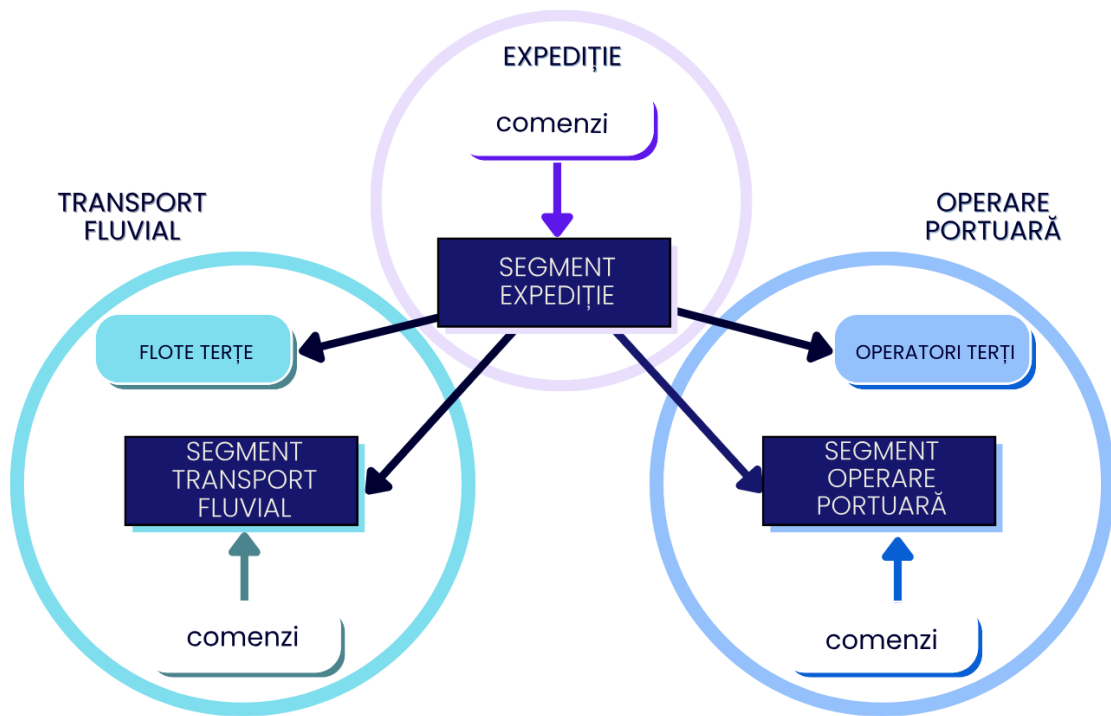 EXPEDIȚIE
comenzi
SEGMENT
EXPEDIȚIE
TRANSPORT
FLUVIAL
FLOTE TERȚE
SEGMENT
TRANSPORT
FLUVIAL
comenzi
OPERARE
PORTUARĂ
OPERATORI TERȚI
SEGMENT
OPERARE
PORTUARĂ
comenzi